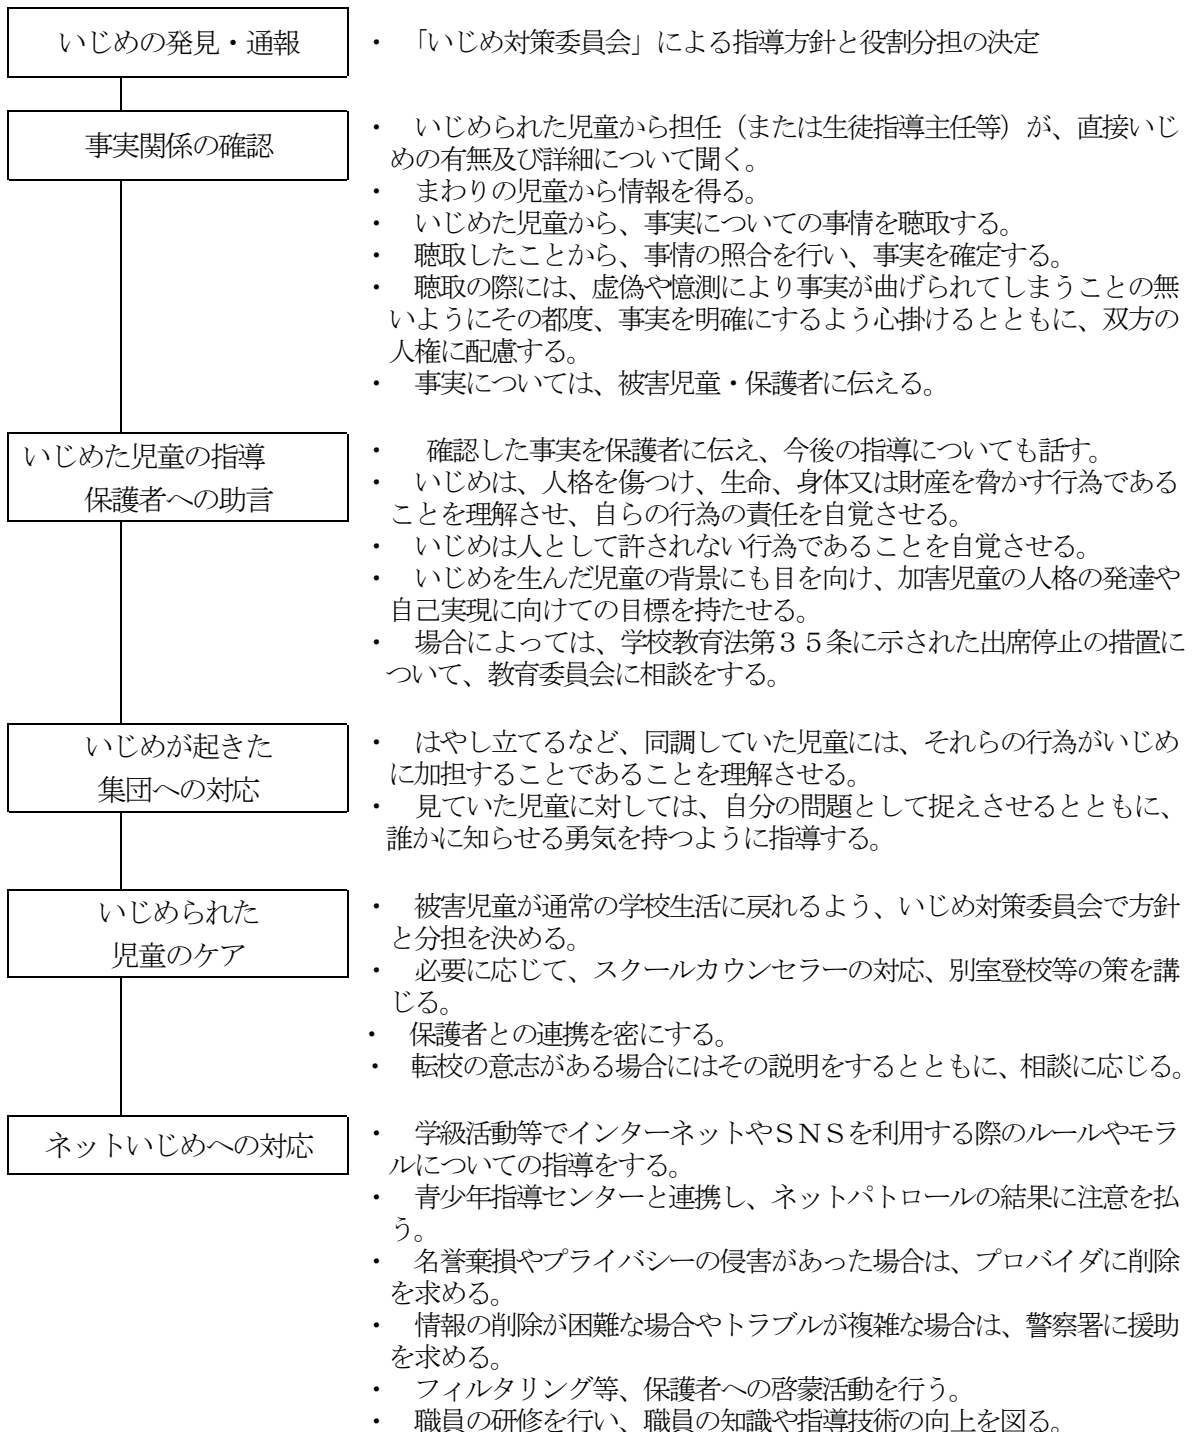 いじめの発見・通報
・ 「いじめ対策委員会」による指導方針と役割分担の決定
事実関係の確認
・ いじめられた児童から担任（または生徒指導主任等）が、直接いじ
めの有無及び詳細について聞く。
・ まわりの児童から情報を得る。
・ いじめた児童から、事実についての事情を聴取する。
・ 聴取したことから、事情の照合を行い、事実を確定する。
・ 聴取の際には、虚偽や憶測により事実が曲げられてしまうことの無
いようにその都度、事実を明確にするよう心掛けるとともに、双方の
人権に配慮する。
・ 事実については、被害児童・保護者に伝える。
いじめた児童の指導
保護者への助言
・ 確認した事実を保護者に伝え、今後の指導についても話す。
・ いじめは、人格を傷つけ、生命、身体又は財産を脅かす行為である
ことを理解させ、自らの行為の責任を自覚させる。
・ いじめは人として許されない行為であることを自覚させる。
・ いじめを生んだ児童の背景にも目を向け、加害児童の人格の発達や
自己実現に向けての目標を持たせる。
・ 場合によっては、学校教育法第３５条に示された出席停止の措置に
ついて、教育委員会に相談をする。
いじめが起きた
集団への対応
・ はやし立てるなど、同調していた児童には、それらの行為がいじめ
に加担することであることを理解させる。
・ 見ていた児童に対しては、自分の問題として捉えさせるとともに、
誰かに知らせる勇気を持つように指導する。
いじめられた
児童のケア
・ 被害児童が通常の学校生活に戻れるよう、いじめ対策委員会で方針
と分担を決める。
・ 必要に応じて、スクールカウンセラーの対応、別室登校等の策を講
じる。
・ 保護者との連携を密にする。
・ 転校の意志がある場合にはその説明をするとともに、相談に応じる。
ネットいじめへの対応
・ 学級活動等でインターネットやＳＮＳを利用する際のルールやモラ
ルについての指導をする。
・ 青少年指導センターと連携し、ネットパトロールの結果に注意を払
う。
・ 名誉棄損やプライバシーの侵害があった場合は、プロバイダに削除
を求める。
・ 情報の削除が困難な場合やトラブルが複雑な場合は、警察署に援助
を求める。
・ フィルタリング等、保護者への啓蒙活動を行う。
・ 職員の研修を行い、職員の知識や指導技術の向上を図る。